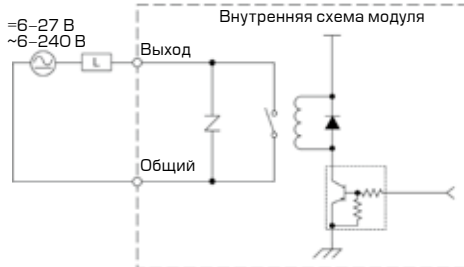 Внутренняя схема модуля
=6–27 В
~6–240 В
Выход
L
Общий